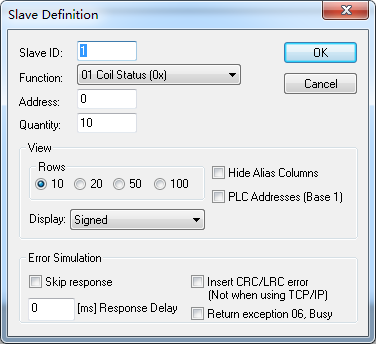 Slave Definition
Slave ID: 1
OK
Function: 01 Coil Status (0x)
Cancel
Address: 0
Quantity: 10
View
Rows
10 20 50 100
Hide Alias Columns
PLC Addresses (Base 1)
Display: Signed
Error Simulation
Skip response
Insert CRC/LRC error
(Not when using TCP/IP)
0 [ms] Response Delay
Return exception 06, Busy